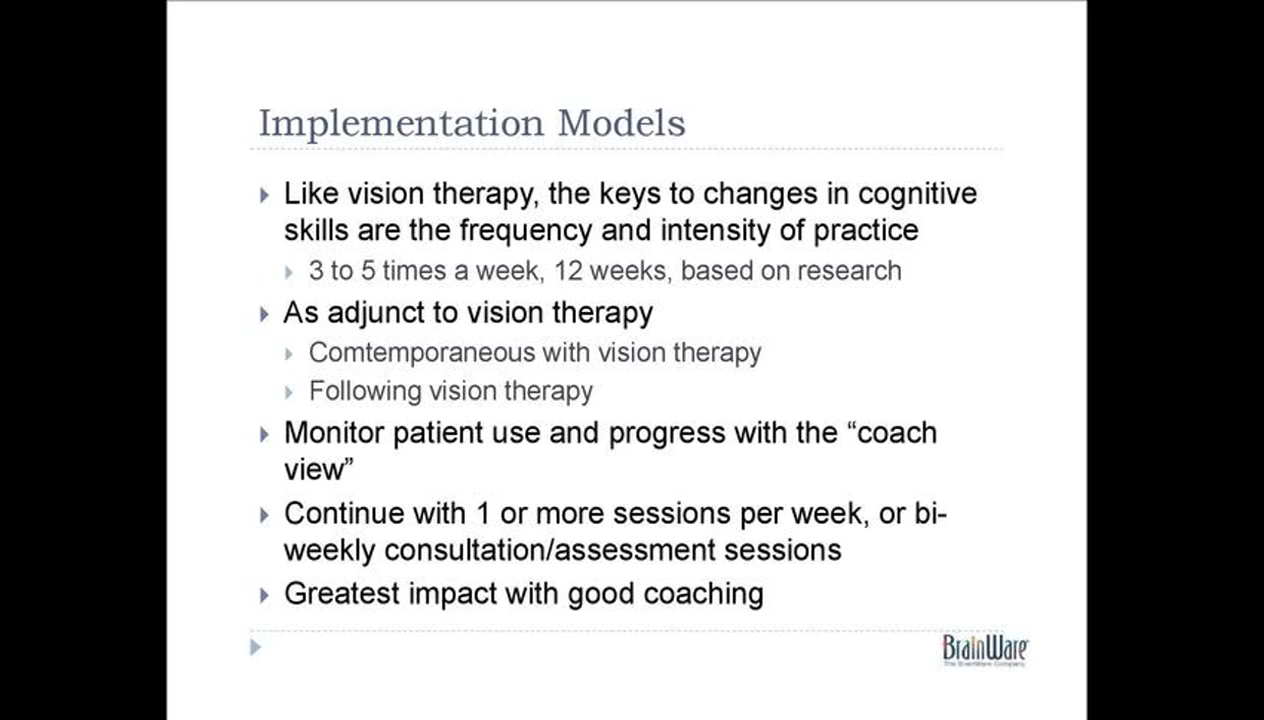 Implementation Models
Like vision therapy, the keys to changes in cognitive
skills are the frequency and intensity of practice
3 to 5 times a week, 12 weeks, based on research
As adjunct to vision therapy
Comtemporaneous with vision therapy
Following vision therapy
Monitor patient use and progress with the “coach
view”
Continue with 1 or more sessions per week, or bi-
weekly consultation/assessment sessions
Greatest impact with good coaching
BrainWare